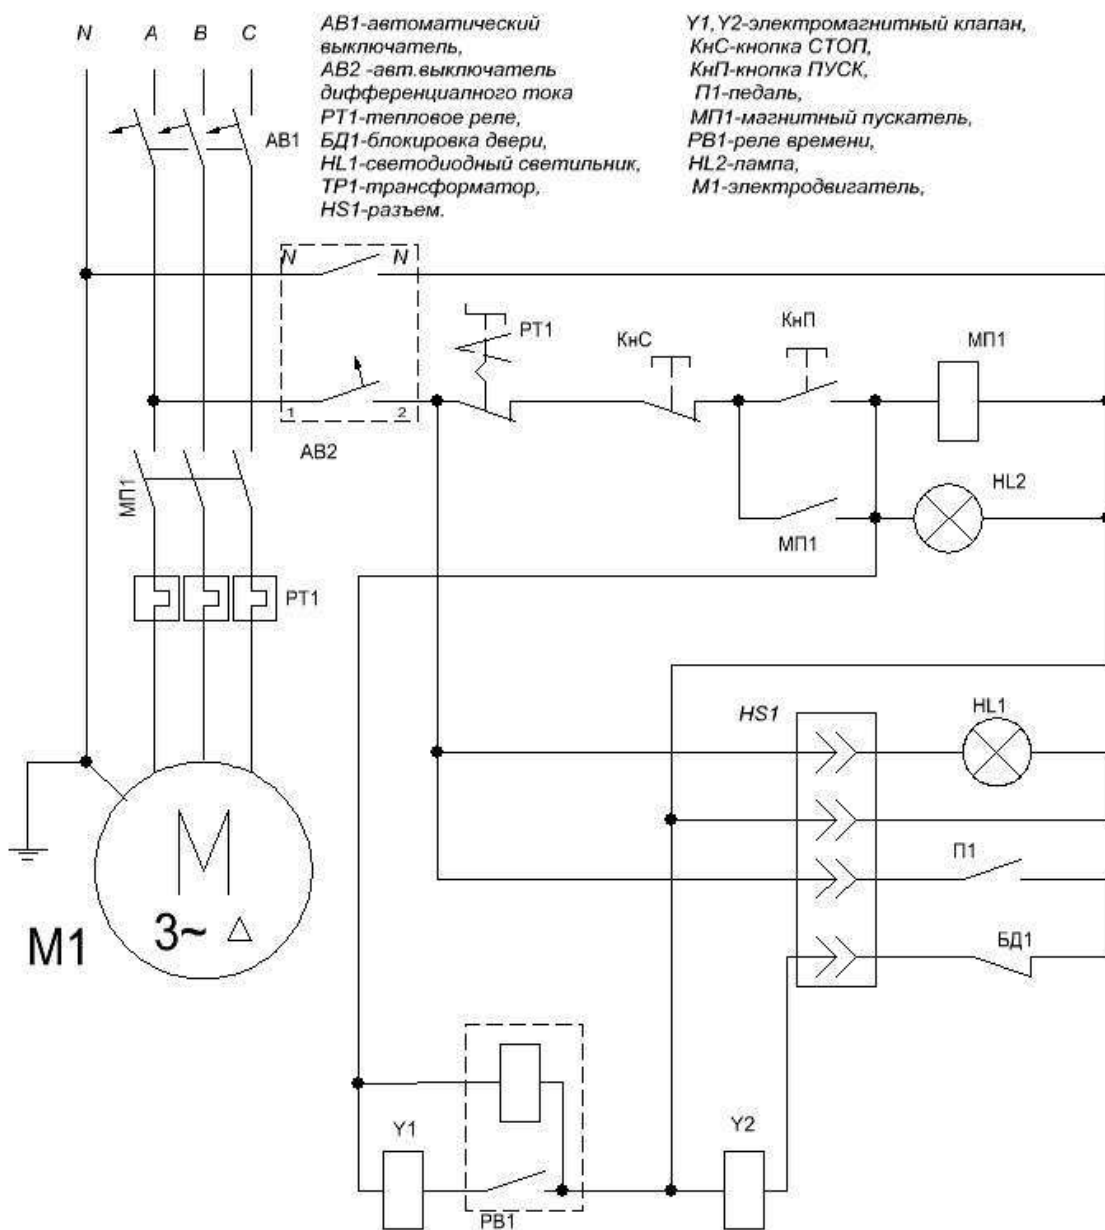 N A B C
АВ1-автоматический
выключатель,
АВ2 -авт.выключатель
дифференциалного тока
РТ1-тепловое реле,
БД1-блокировка двери,
HL1-светодиодный светильник,
ТР1-трансформатор,
HS1-разъем.
Y1,Y2-электромагнитный клапан,
КнС-кнопка СТОП,
КнП-кнопка ПУСК,
П1-педаль,
МП1-магнитный пускатель,
РВ1-реле времени,
HL2-лампа,
М1-электродвигатель,
АВ1
N N
РТ1
КнС
КнП
МП1
1 2
АВ2
МП1
HL2
МП1
РТ1
HS1
HL1
П1
М
3~ Δ
М1
БД1
Y1
Y2
РВ1